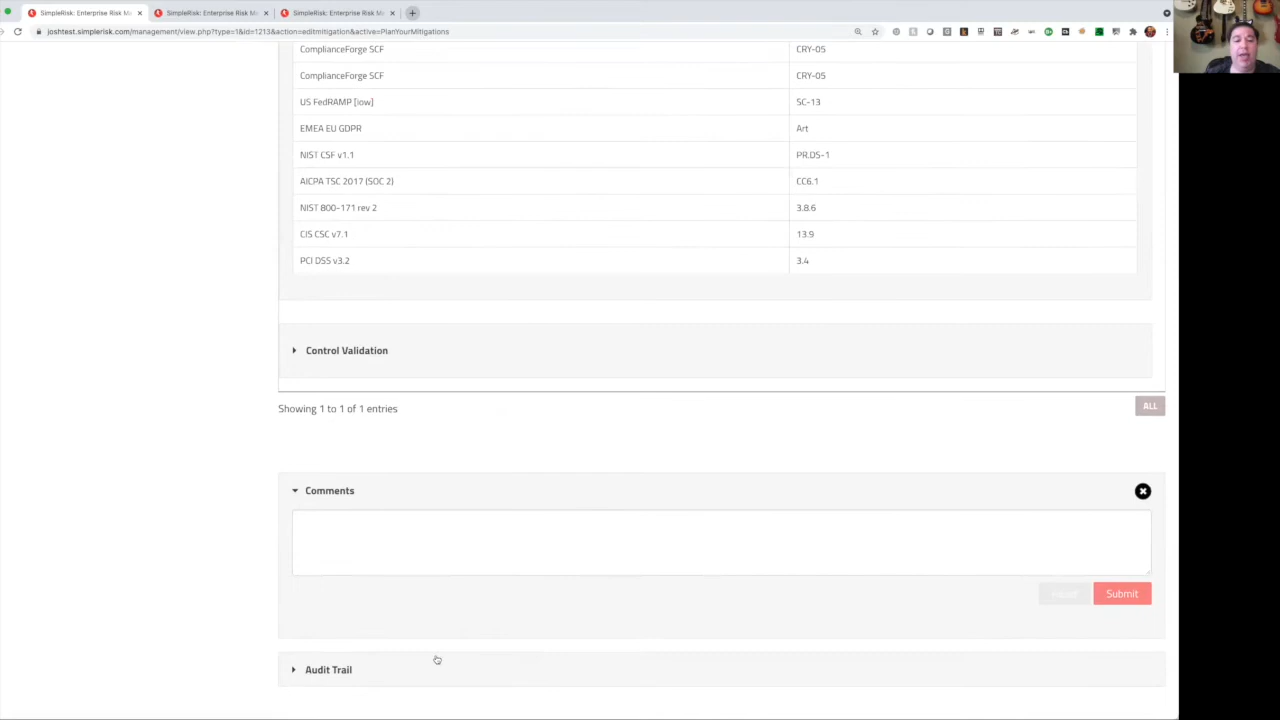 SimpleRisk: Enterprise Risk M
SimpleRisk: Enterprise Risk M
SimpleRisk: Enterprise Risk M
joshtest.simplerisk.com/management/view.php?type=1&id=1213&action=editmitigation&active=PlanYourMitigations
ComplianceForge SCF CRY-05
ComplianceForge SCF CRY-05
US FedRAMP [low] SC-13
EMEA EU GDPR Art
NIST CSF v1.1 PR.DS-1
AICPA TSC 2017 (SOC 2) CC6.1
NIST 800-171 rev 2 3.8.6
CIS CSC v7.1 13.9
PCI DSS v3.2 3.4
Control Validation
Showing 1 to 1 of 1 entries ALL
Comments
Reset Submit
Audit Trail